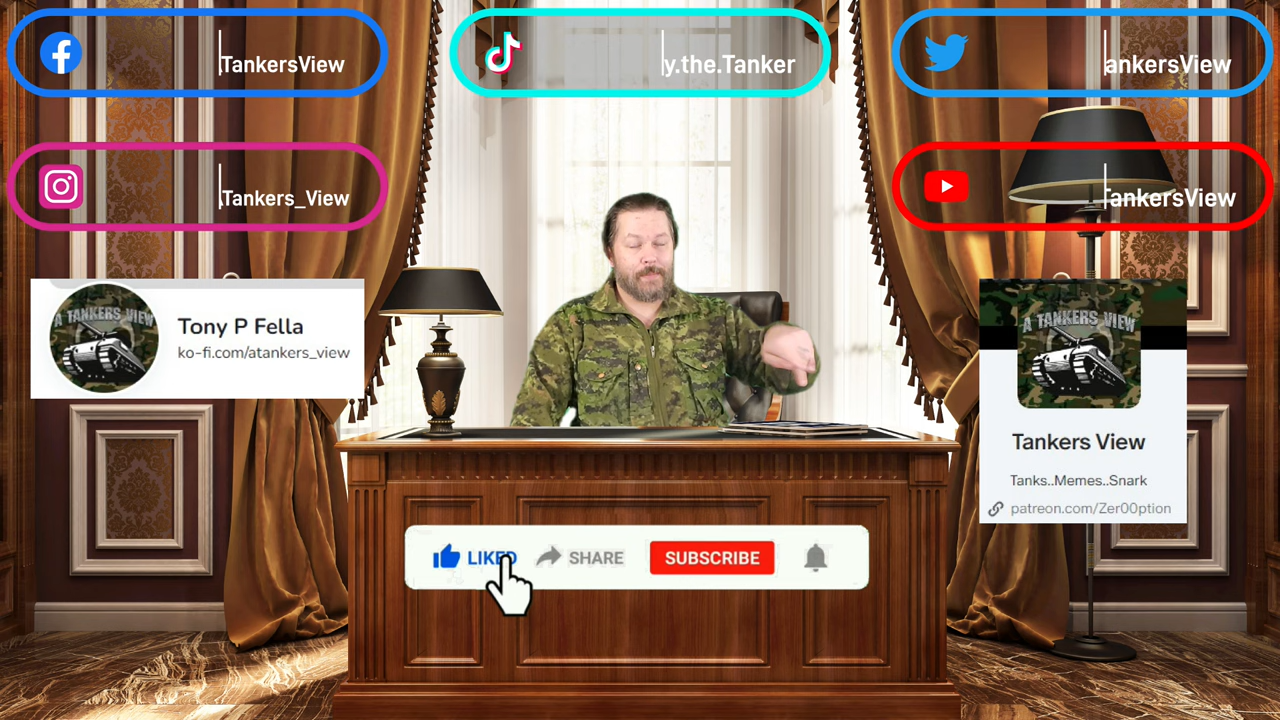 TankersView
y.the.Tanker
ankersView
Tankers_View
TankersView
A TANKERS VIEW
Tony P Fella
ko-fi.com/atankers_view
A TANKERS VIEW
Tankers View
Tanks..Memes..Snark
patreon.com/Zer00ption
LIKED
SHARE
SUBSCRIBE